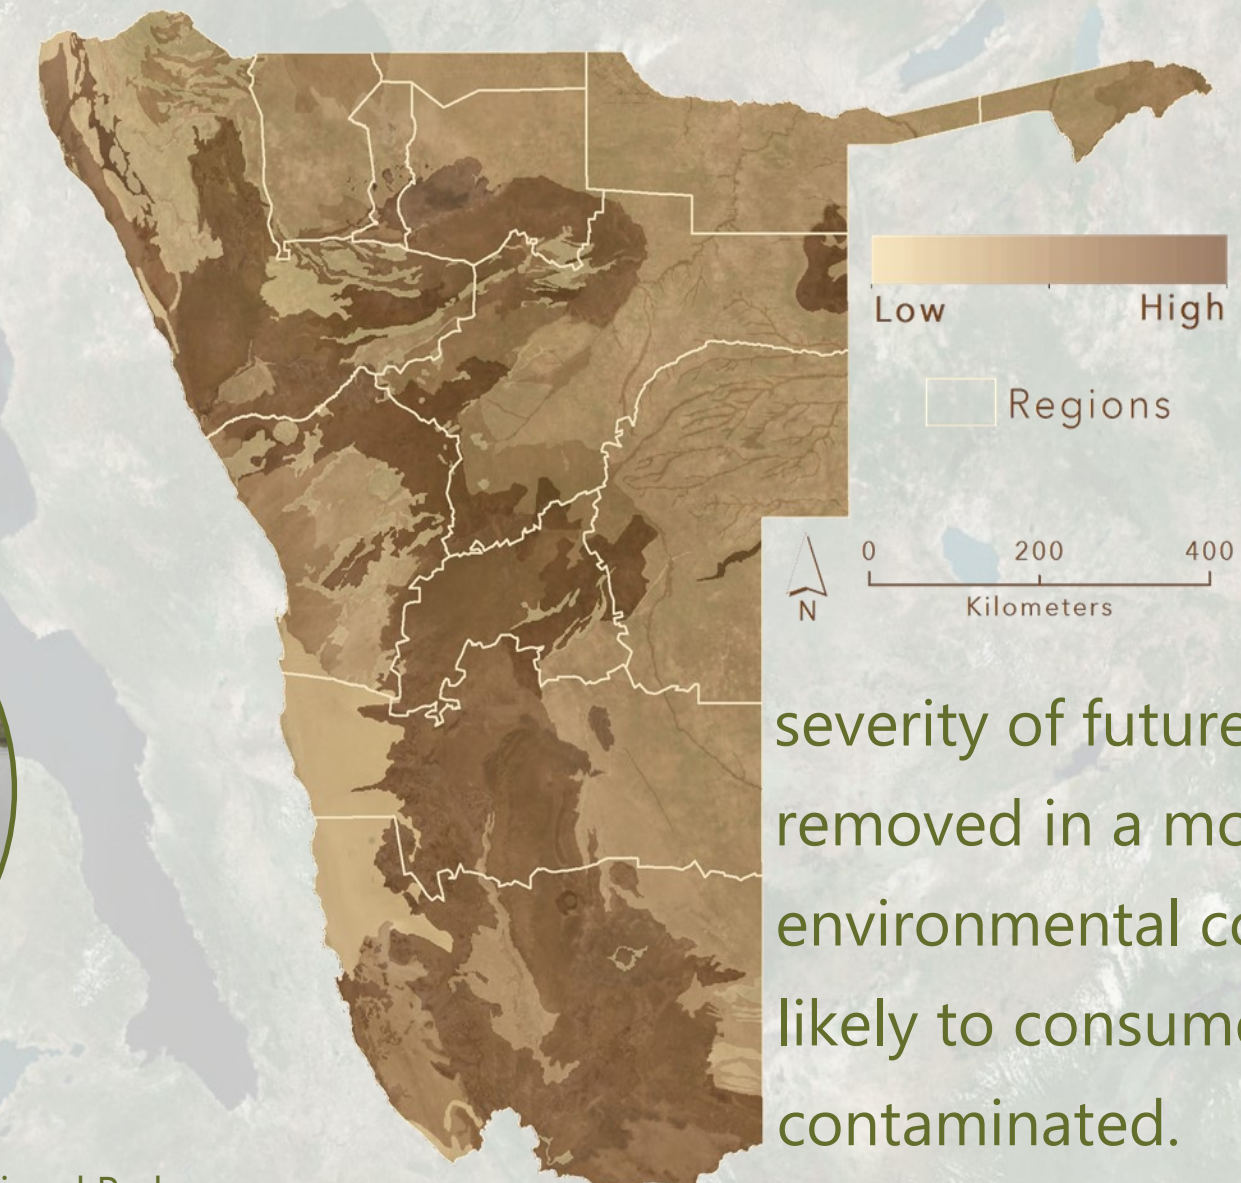 Low High
Regions
0 200 400
Kilometers
N
severity of future
removed in a mo
environmental co
likely to consume
contaminated.